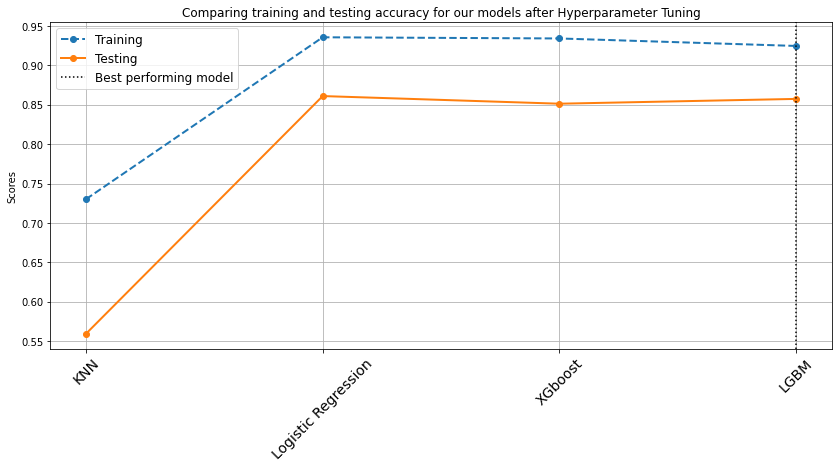 Comparing training and testing accuracy for our models after Hyperparameter Tuning
Training
Testing
Best performing model
Scores
0.95
0.90
0.85
0.80
0.75
0.70
0.65
0.60
0.55
KNN
Logistic Regression
XGboost
LGBM